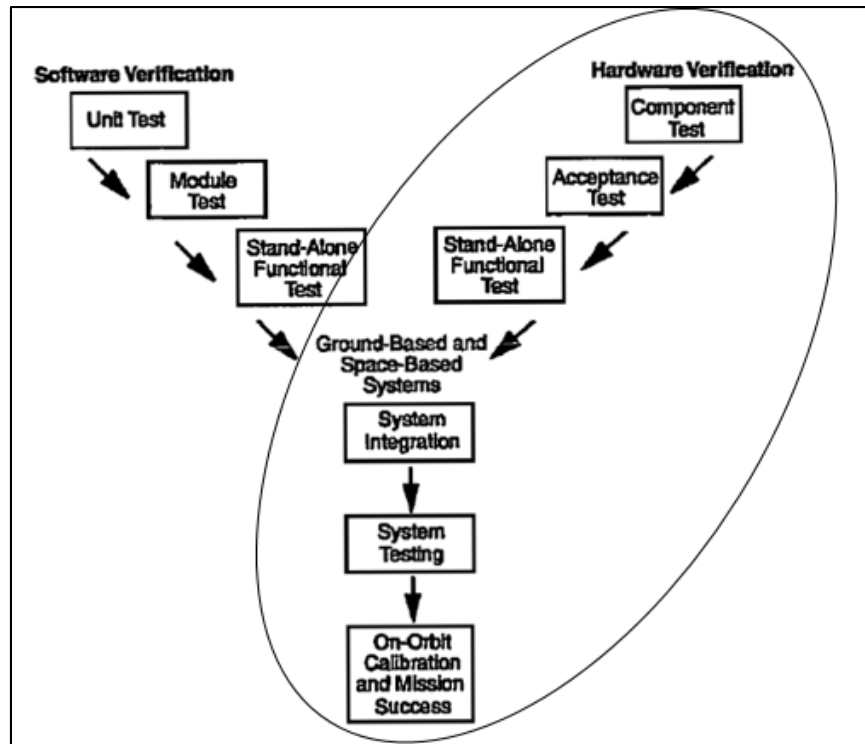 Software Verification
Unit Test
Module
Test
Stand-Alone
Functional
Test
Hardware Verification
Component
Test
Acceptance
Test
Stand-Alone
Functional
Test
Ground-Based and
Space-Based
Systems
System
Integration
System
Testing
On-Orbit
Calibration
and Mission
Success